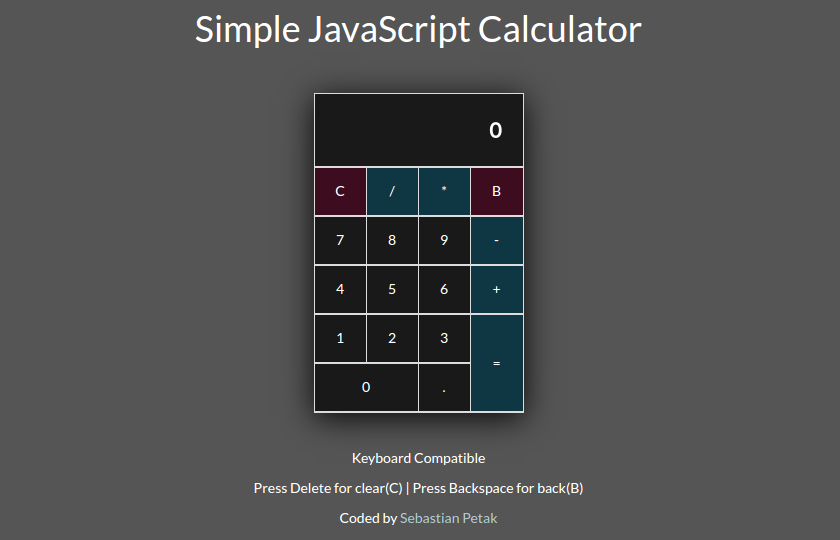 Simple JavaScript Calculator
0
C / * B
7 8 9 -
4 5 6 +
1 2 3
=
0 .
Keyboard Compatible
Press Delete for clear(C) | Press Backspace for back(B)
Coded by Sebastian Petak